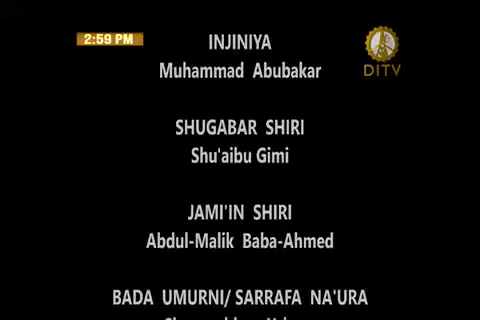 2:59 PM
DITV
INJINIYA
Muhammad Abubakar
SHUGABAR SHIRI
Shu'aibu Gimi
JAMI'IN SHIRI
Abdul-Malik Baba-Ahmed
BADA UMURNI/ SARRAFA NA'URA